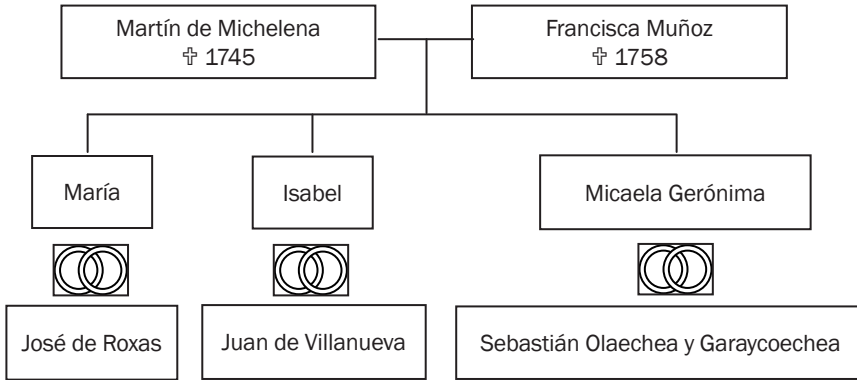 Martín de Michelena
✞ 1745
Francisca Muñoz
✞ 1758
María
Isabel
Micaela Gerónima
José de Roxas
Juan de Villanueva
Sebastián Olaechea y Garaycoechea